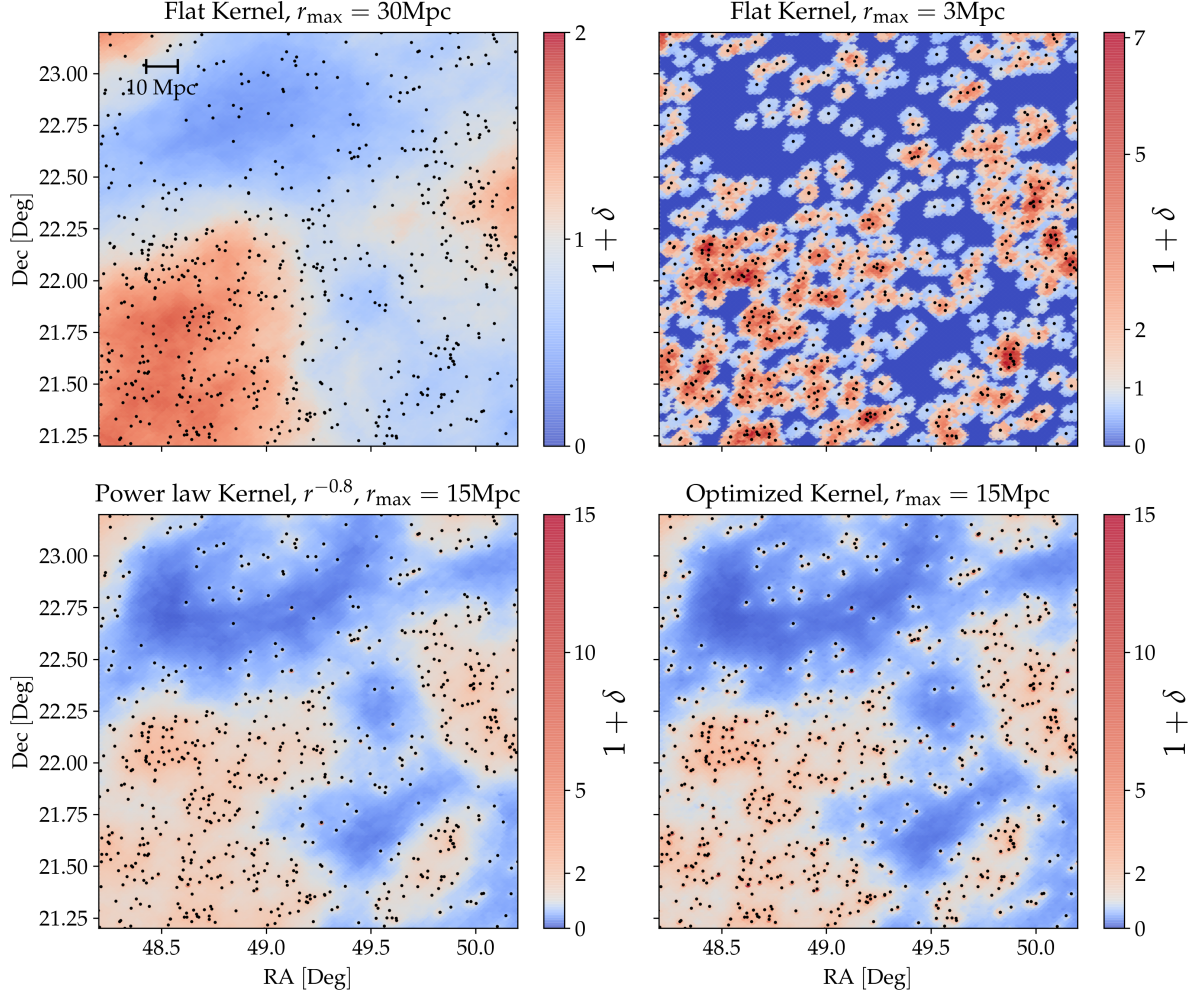 Flat Kernel, r_max = 30Mpc
Flat Kernel, r_max = 3Mpc
10 Mpc
23.00
22.75
22.50
22.25
22.00
21.75
21.50
21.25
Dec [Deg]
2
1
0
1 + δ
7
5
2
1
0
1 + δ
Power law Kernel, r^−0.8, r_max = 15Mpc
Optimized Kernel, r_max = 15Mpc
23.00
22.75
22.50
22.25
22.00
21.75
21.50
21.25
Dec [Deg]
48.5 49.0 49.5 50.0
RA [Deg]
15
10
5
2
0
1 + δ
48.5 49.0 49.5 50.0
RA [Deg]
15
10
5
2
0
1 + δ